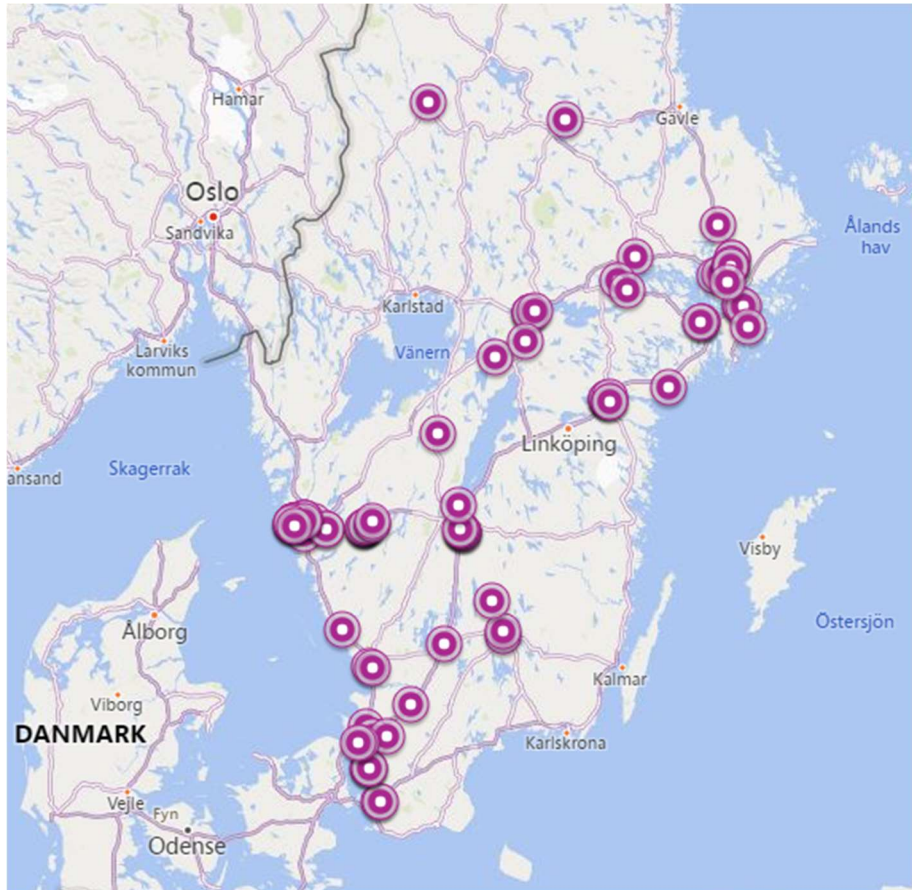 Hamar
Gävle
Oslo
Sandvika
Ålands
hav
Karlstad
Larviks
kommun
Vänern
Linköping
Skagerrak
ansand
Visby
Ålborg
Östersjön
Kalmar
Viborg
DANMARK
Karlskrona
Vejle
Fyn
Odense